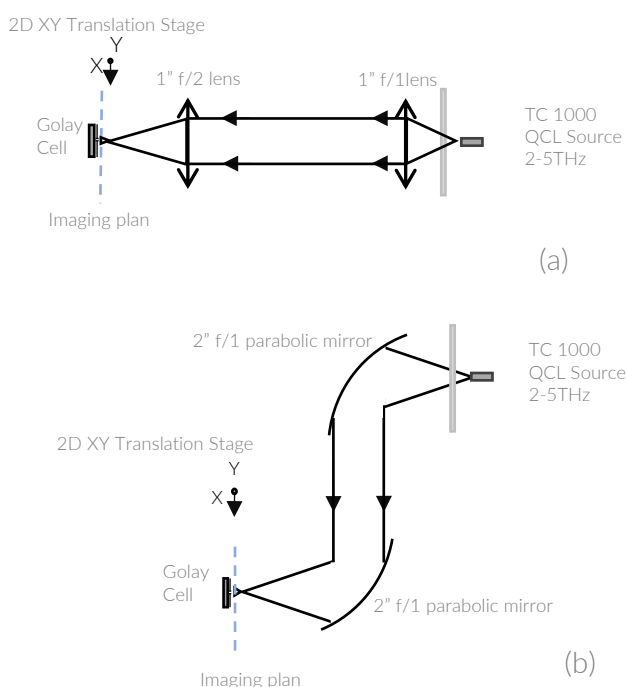 2D XY Translation Stage
Y
X
1” f/2 lens
1” f/1lens
Golay
Cell
TC 1000
QCL Source
2-5THz
Imaging plan
(a)
2” f/1 parabolic mirror
TC 1000
QCL Source
2-5THz
2D XY Translation Stage
Y
X
Golay
Cell
2” f/1 parabolic mirror
Imaging plan
(b)